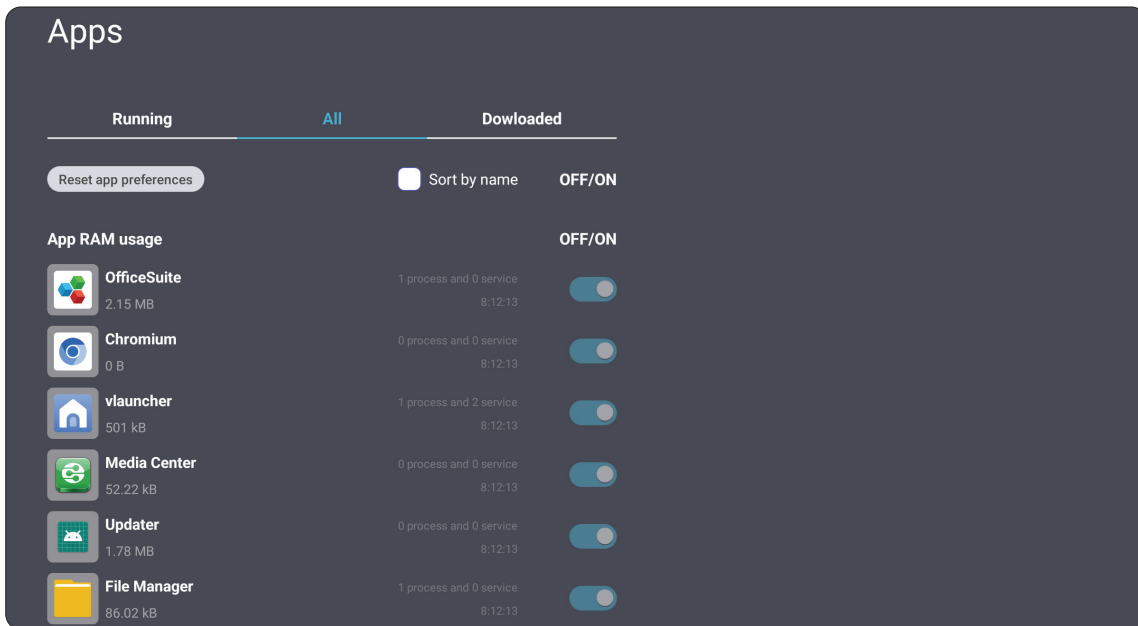 Apps
Running All Dowloaded
Reset app preferences Sort by name OFF/ON
App RAM usage OFF/ON
OfficeSuite 1 process and 0 service
2.15 MB 8:12:13
Chromium 0 process and 0 service
0 B 8:12:13
vlauncher 1 process and 2 service
501 kB 8:12:13
Media Center 0 process and 0 service
52.22 kB 8:12:13
Updater 0 process and 0 service
1.78 MB 8:12:13
File Manager 1 process and 0 service
86.02 kB 8:12:13